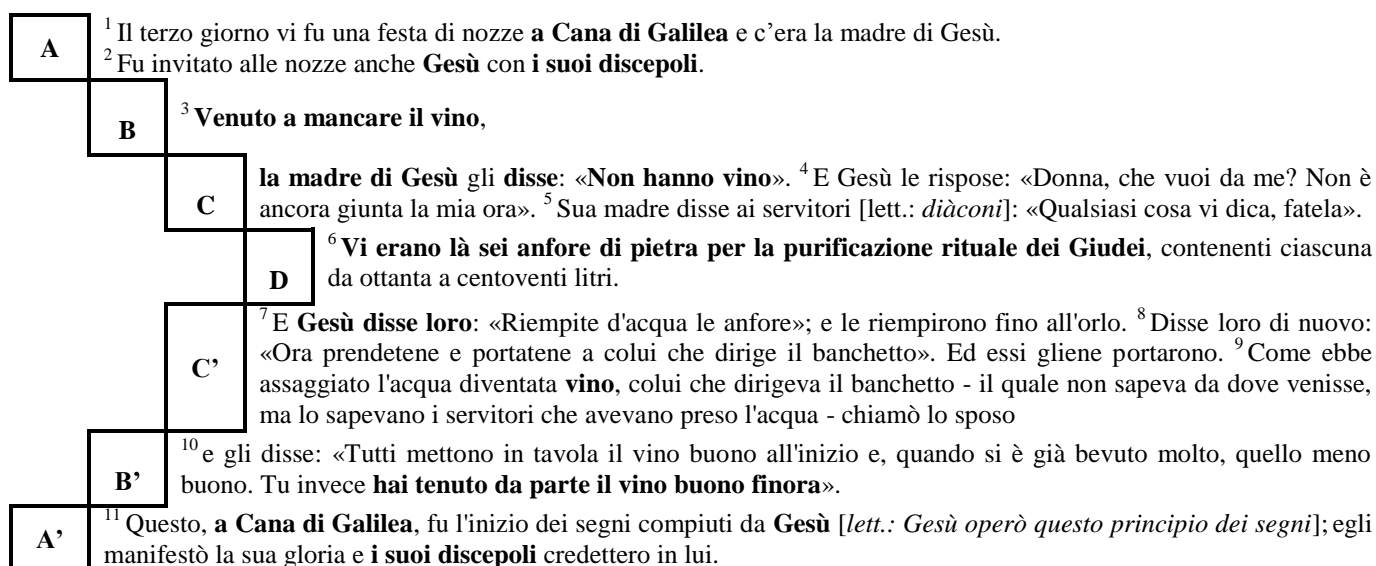 A
1 Il terzo giorno vi fu una festa di nozze a Cana di Galilea e c’era la madre di Gesù.
2 Fu invitato alle nozze anche Gesù con i suoi discepoli.
B
3 Venuto a mancare il vino,
C
la madre di Gesù gli disse: «Non hanno vino». 4 E Gesù le rispose: «Donna, che vuoi da me? Non è
ancora giunta la mia ora». 5 Sua madre disse ai servitori [lett.: diàconi]: «Qualsiasi cosa vi dica, fatela».
D
6 Vi erano là sei anfore di pietra per la purificazione rituale dei Giudei, contenenti ciascuna
da ottanta a centoventi litri.
C’
7 E Gesù disse loro: «Riempite d'acqua le anfore»; e le riempirono fino all'orlo. 8 Disse loro di nuovo:
«Ora prendetene e portatene a colui che dirige il banchetto». Ed essi gliene portarono. 9 Come ebbe
assaggiato l'acqua diventata vino, colui che dirigeva il banchetto - il quale non sapeva da dove venisse,
ma lo sapevano i servitori che avevano preso l'acqua - chiamò lo sposo
B’
10 e gli disse: «Tutti mettono in tavola il vino buono all'inizio e, quando si è già bevuto molto, quello meno
buono. Tu invece hai tenuto da parte il vino buono finora».
A’
11 Questo, a Cana di Galilea, fu l'inizio dei segni compiuti da Gesù [lett.: Gesù operò questo principio dei segni]; egli
manifestò la sua gloria e i suoi discepoli credettero in lui.